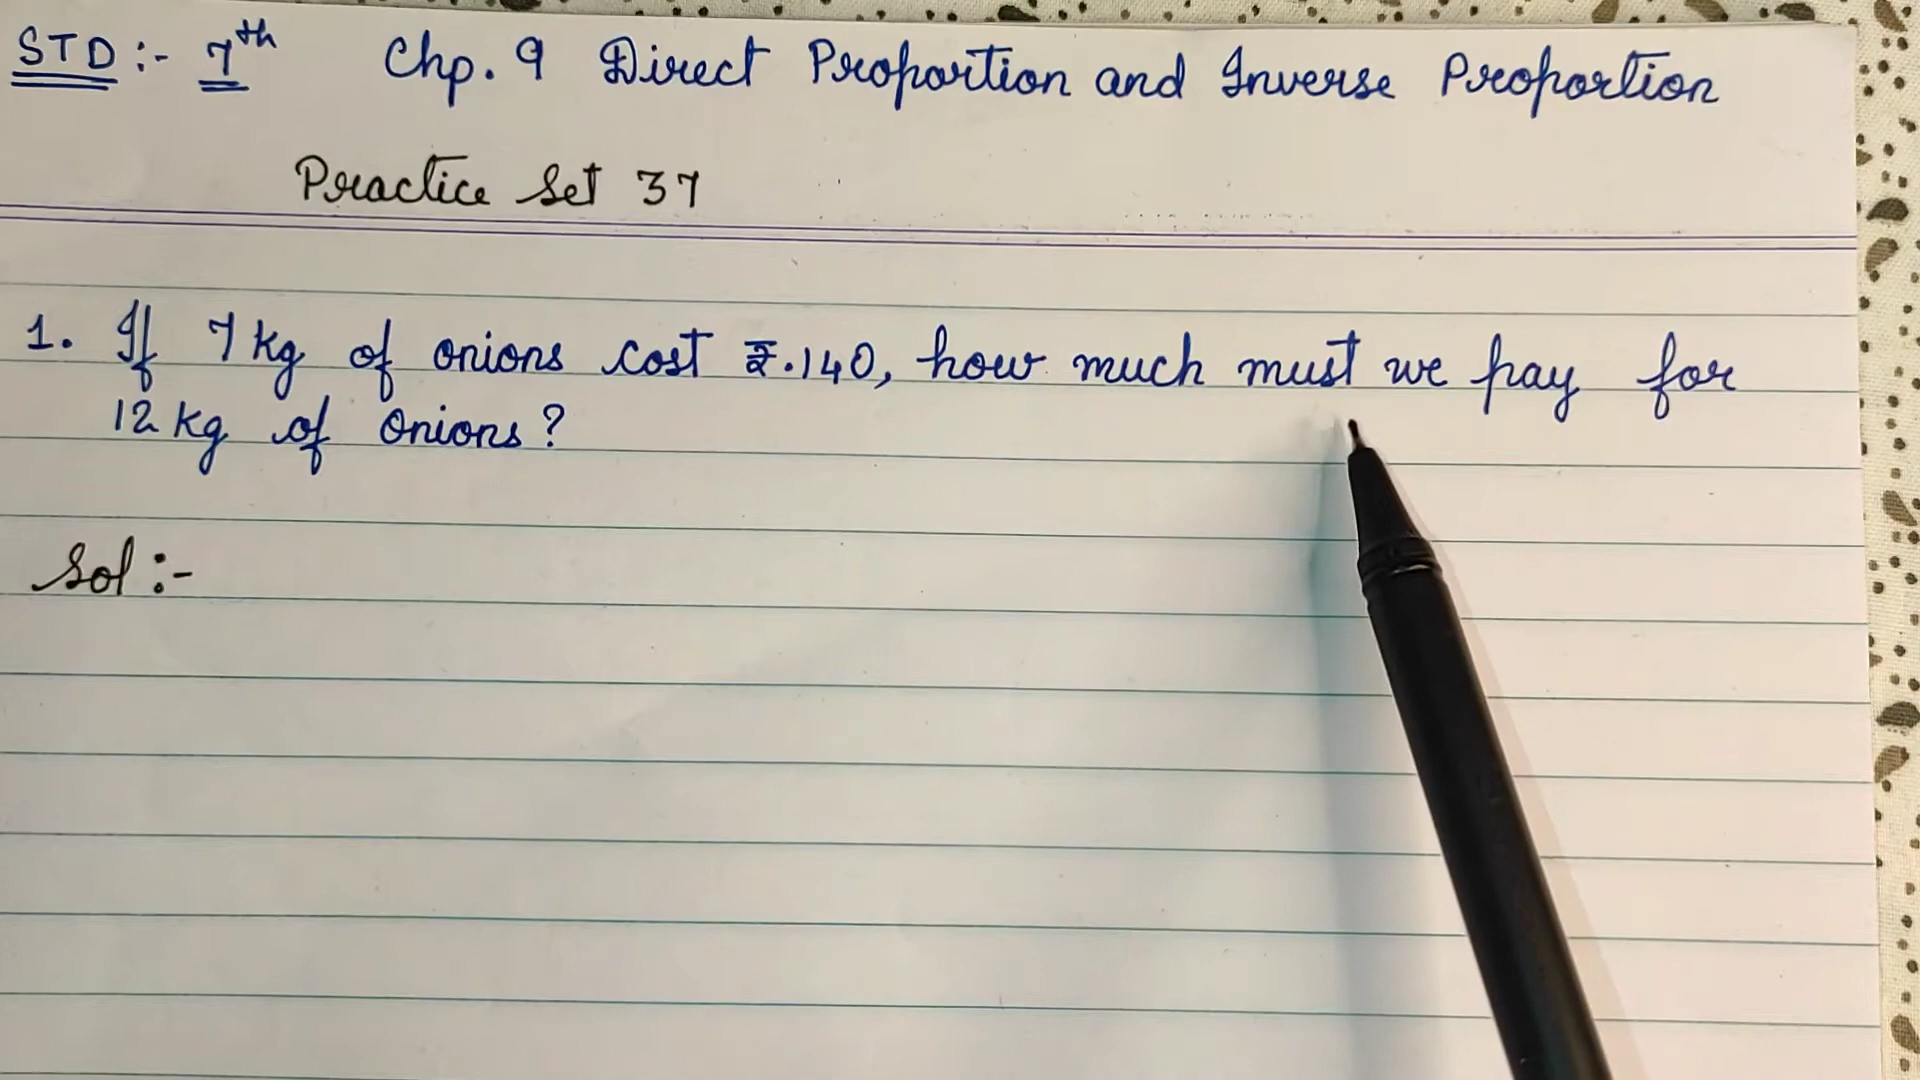 STD :- 7th Chp. 9 Direct Proportion and Inverse Proportion
Practice Set 37
1. If 7 kg of onions cost ₹.140, how much must we pay for
12 kg of onions?
Sol :-